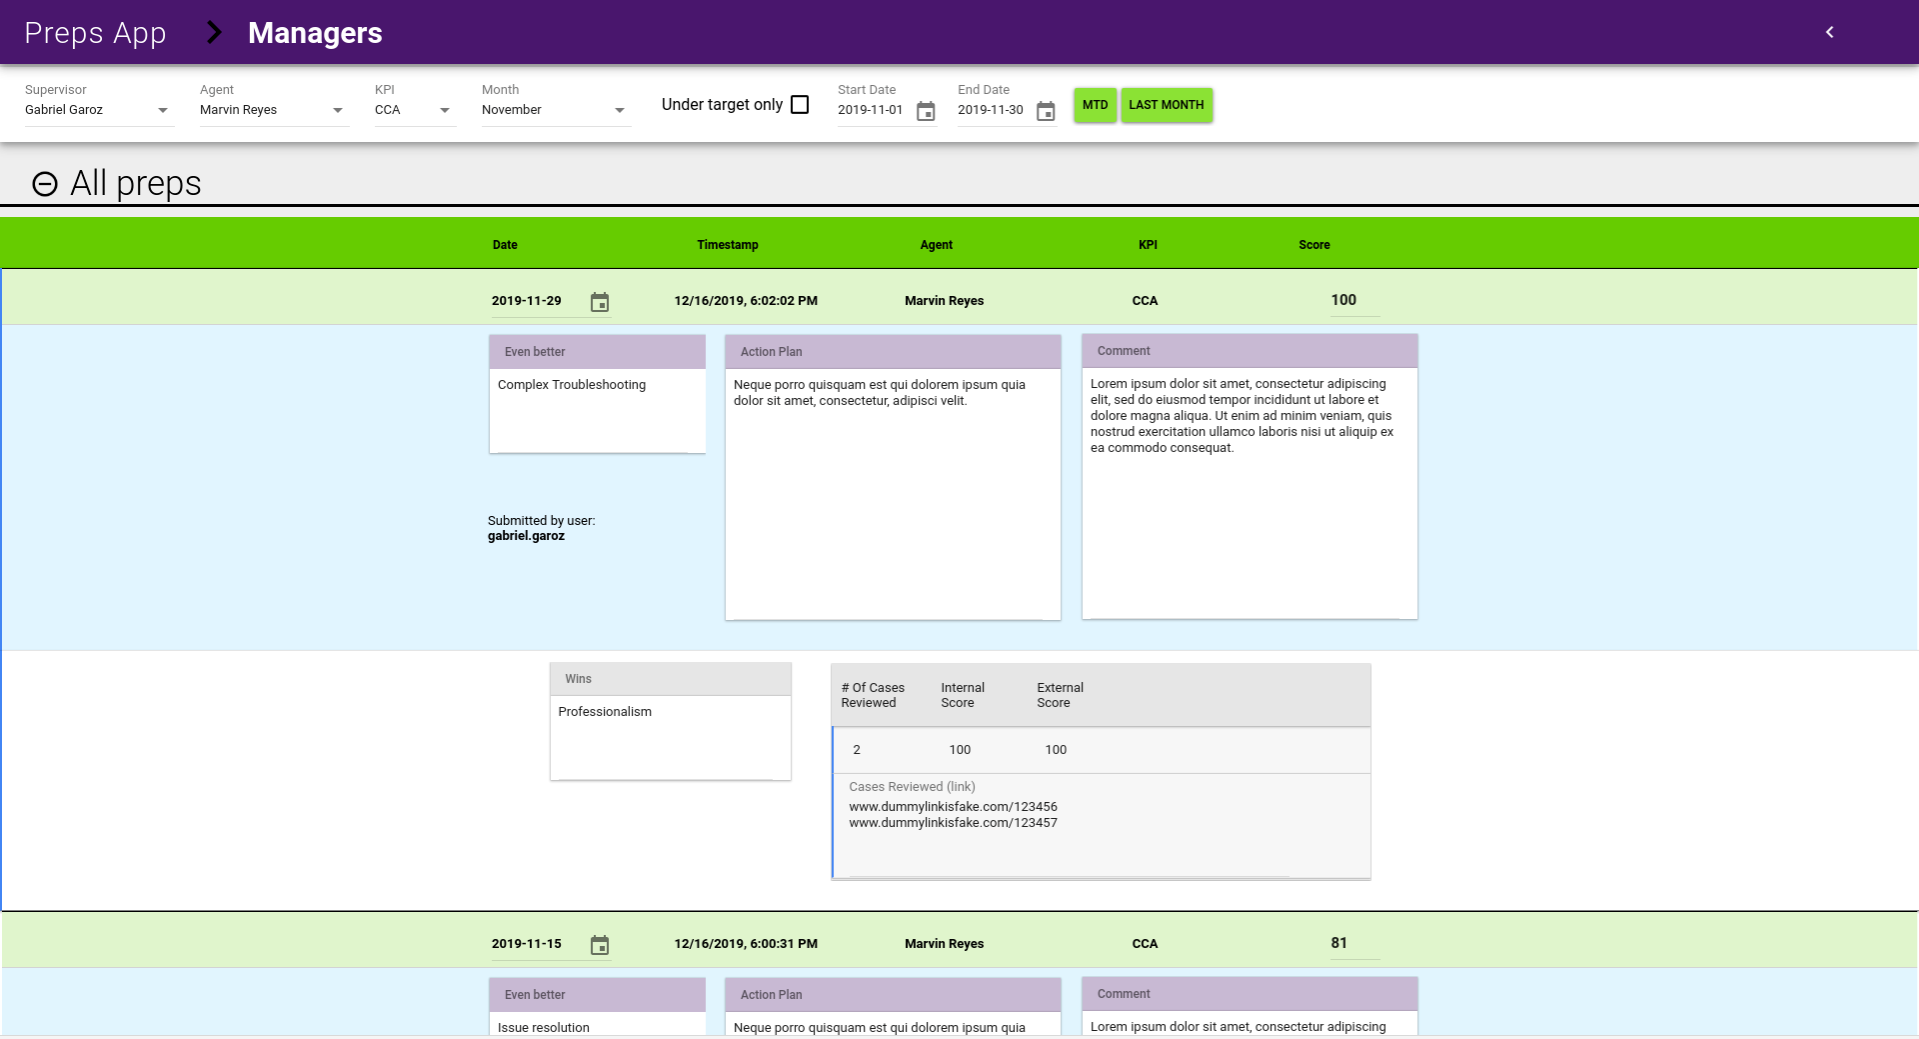 Preps App Managers
Supervisor Agent KPI Month Start Date End Date
Gabriel Garoz Marvin Reyes CCA November Under target only 2019-11-01 2019-11-30 MTD LAST MONTH
All preps
Date Timestamp Agent KPI Score
2019-11-29 12/16/2019, 6:02:02 PM Marvin Reyes CCA 100
Even better
Complex Troubleshooting
Submitted by user:
gabriel.garoz
Action Plan
Neque porro quisquam est qui dolorem ipsum quia
dolor sit amet, consectetur, adipisci velit.
Comment
Lorem ipsum dolor sit amet, consectetur adipiscing
elit, sed do eiusmod tempor incididunt ut labore et
dolore magna aliqua. Ut enim ad minim veniam, quis
nostrud exercitation ullamco laboris nisi ut aliquip ex
ea commodo consequat.
Wins
Professionalism
# Of Cases Internal External
Reviewed Score Score
2 100 100
Cases Reviewed (link)
www.dummylinkisfake.com/123456
www.dummylinkisfake.com/123457
2019-11-15 12/16/2019, 6:00:31 PM Marvin Reyes CCA 81
Even better
Issue resolution
Action Plan
Neque porro quisquam est qui dolorem ipsum quia
Comment
Lorem ipsum dolor sit amet, consectetur adipiscing